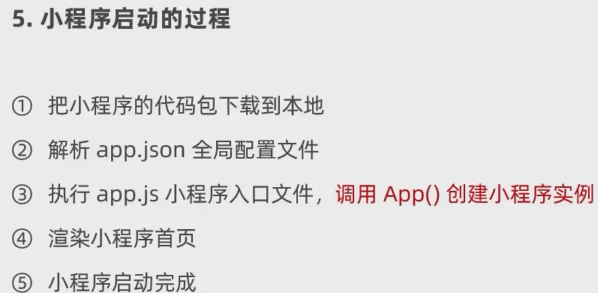 5. 小程序启动的过程
① 把小程序的代码包下载到本地
② 解析 app.json 全局配置文件
③ 执行 app.js 小程序入口文件，调用 App() 创建小程序实例
④ 渲染小程序首页
⑤ 小程序启动完成